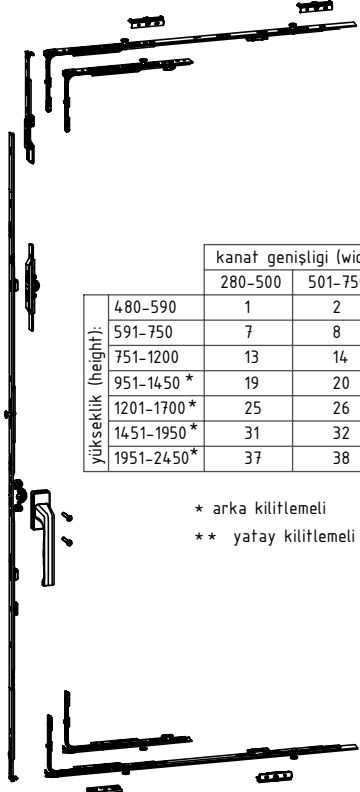 kanat genişligi (wid
280-500 501-750
yükseklik (height):
480-590 1 2
591-750 7 8
751-1200 13 14
951-1450 * 19 20
1201-1700 * 25 26
1451-1950 * 31 32
1951-2450* 37 38
* arka kilitlemeli
** yatay kilitlemeli